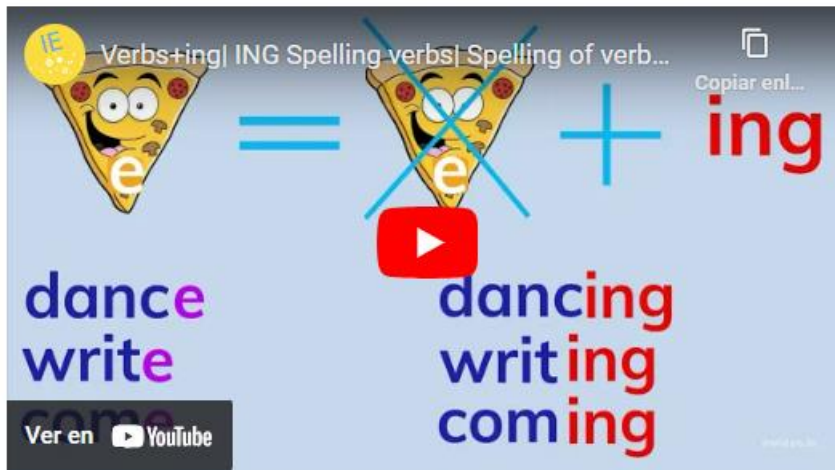 IE
Verbs+ing| ING Spelling verbs| Spelling of verb...
Copiar enl...
e = e + ing
dance dancing
write writing
come coming
Ver en YouTube